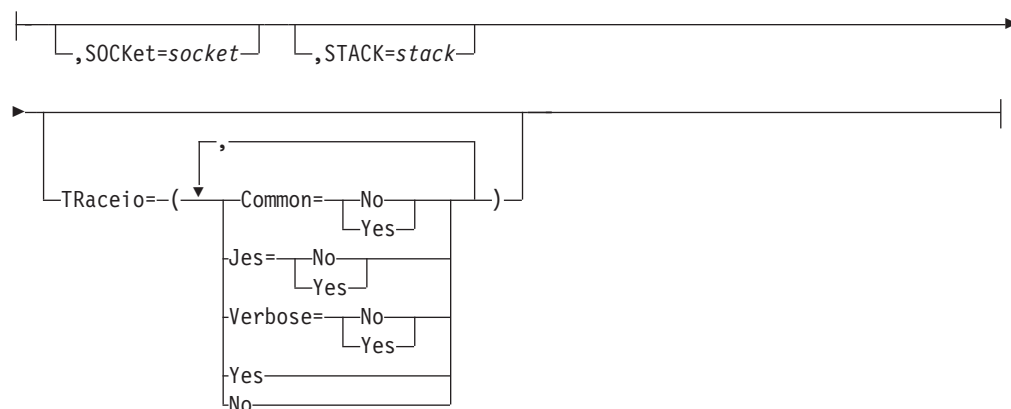 ,SOCKet=socket ,STACK=stack
,
TRaceio= ( Common= No )
Yes
Jes= No
Yes
Verbose= No
Yes
Yes
No